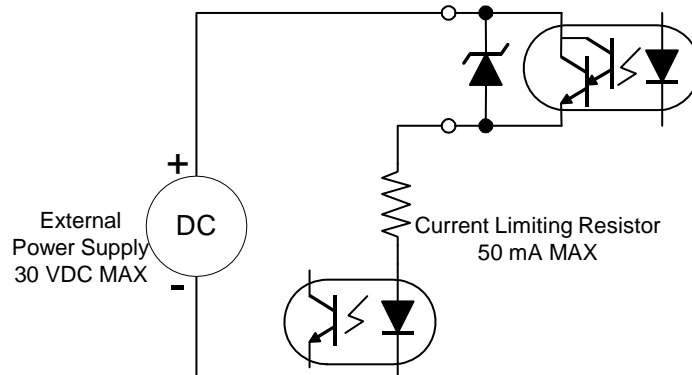 +
DC
External
Power Supply
30 VDC MAX
-
Current Limiting Resistor
50 mA MAX